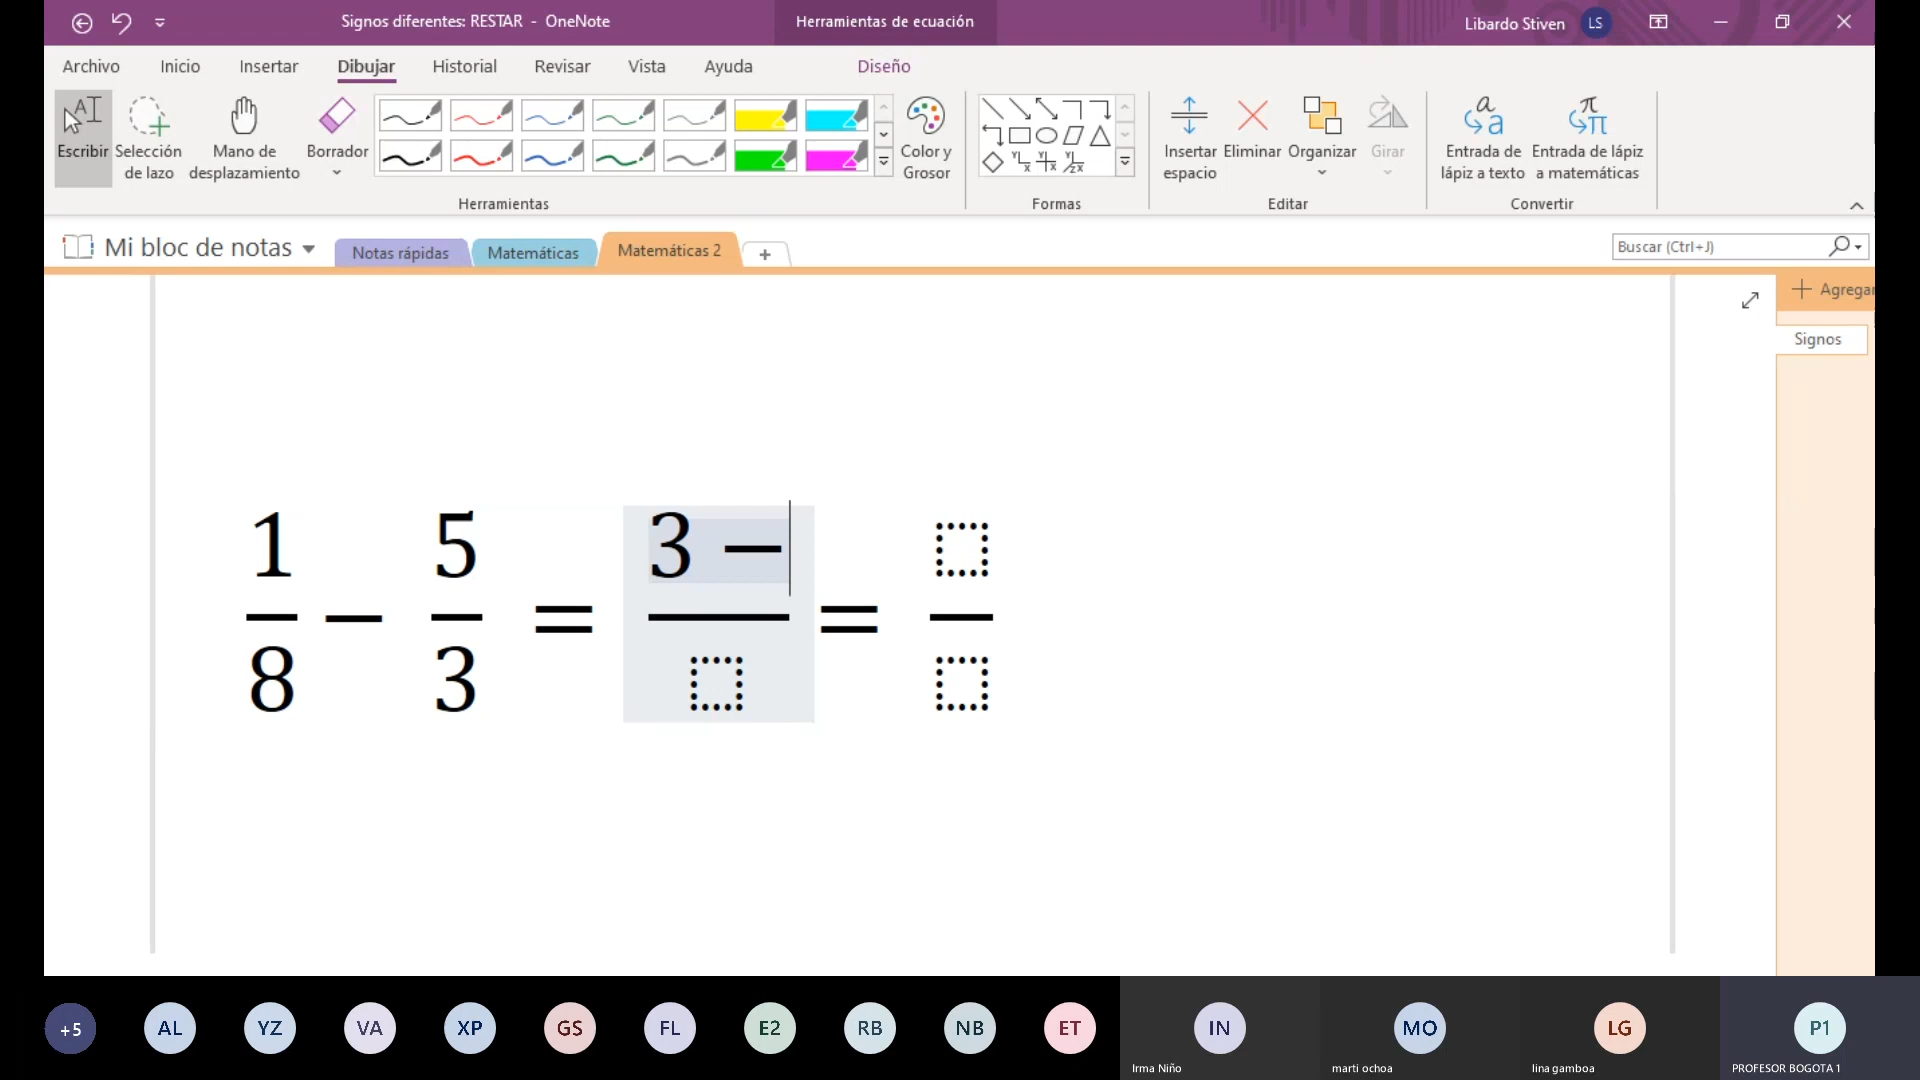 Signos diferentes: RESTAR - OneNote
Herramientas de ecuación
Libardo Stiven
LS
Archivo
Inicio
Insertar
Dibujar
Historial
Revisar
Vista
Ayuda
Diseño
Escribir
Selección de lazo
Mano de desplazamiento
Borrador
Color y Grosor
Herramientas
Formas
Insertar espacio
Eliminar
Organizar
Girar
Editar
Entrada de lápiz a texto
Entrada de lápiz a matemáticas
Convertir
Mi bloc de notas
Notas rápidas
Matemáticas
Matemáticas 2
Buscar (Ctrl+J)
Agregar
Signos
1/8 − 5/3 = 3 −/⬚ = ⬚/⬚
+5
AL
YZ
VA
XP
GS
FL
E2
RB
NB
ET
IN
MO
LG
P1
Irma Niño
marti ochoa
lina gamboa
PROFESOR BOGOTA 1